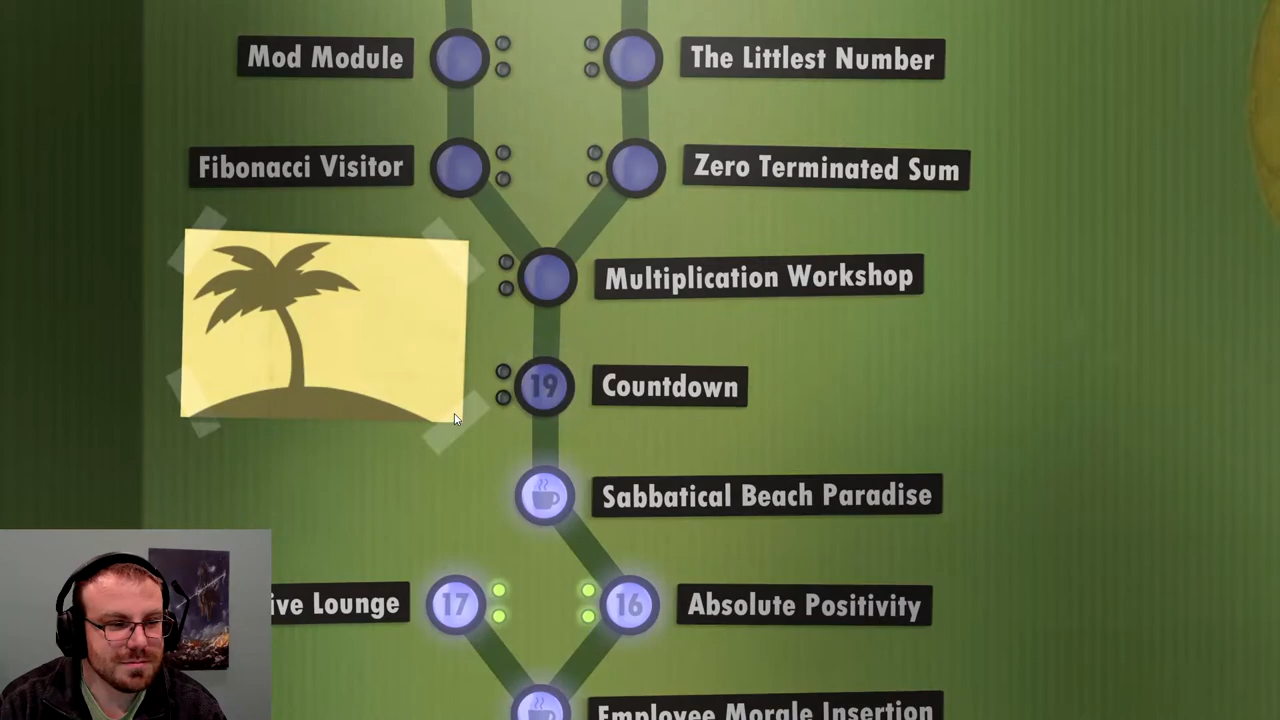 Mod Module
The Littlest Number
Fibonacci Visitor
Zero Terminated Sum
Multiplication Workshop
19
Countdown
Sabbatical Beach Paradise
ive Lounge
17
16
Absolute Positivity
Employee Morale Insertion